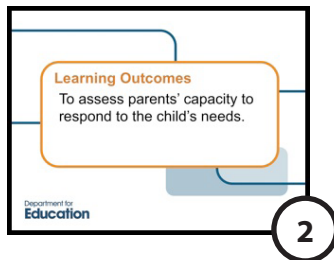 Learning Outcomes
To assess parents' capacity to
respond to the child's needs.
Department for
Education
2